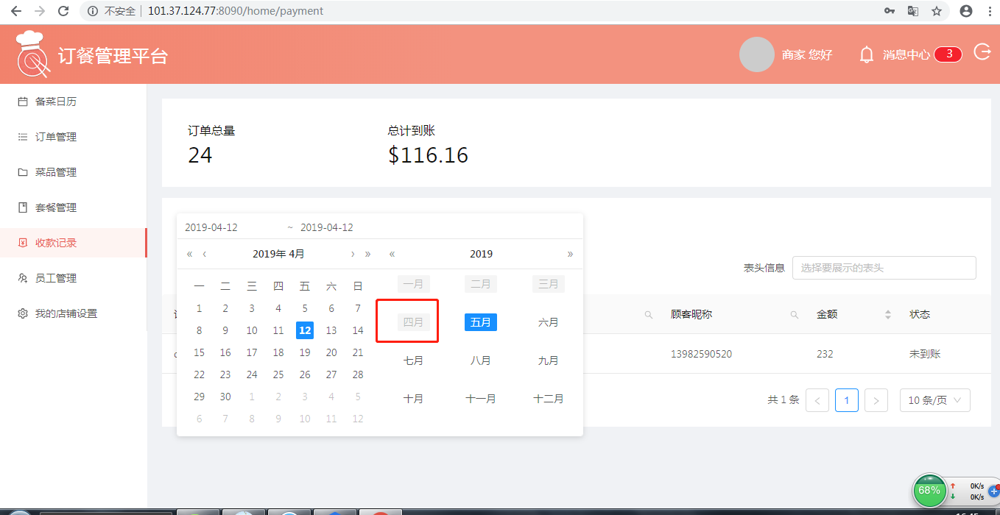 不安全 101.37.124.77:8090/home/payment
订餐管理平台
商家 您好
消息中心 3
备菜日历
订单管理
菜品管理
套餐管理
收款记录
员工管理
我的店铺设置
订单总量
24
总计到账
$116.16
2019-04-12 ~ 2019-04-12
« ‹ 2019年 4月 › »
一 二 三 四 五 六 日
1 2 3 4 5 6 7
8 9 10 11 12 13 14
15 16 17 18 19 20 21
22 23 24 25 26 27 28
29 30 1 2 3 4 5
6 7 8 9 10 11 12
« 2019 »
一月 二月 三月
四月 五月 六月
七月 八月 九月
十月 十一月 十二月
表头信息 选择要展示的表头
顾客昵称 金额 状态
13982590520 232 未到账
共 1 条 < 1 > 10 条/页
68%
0K/s
0K/s